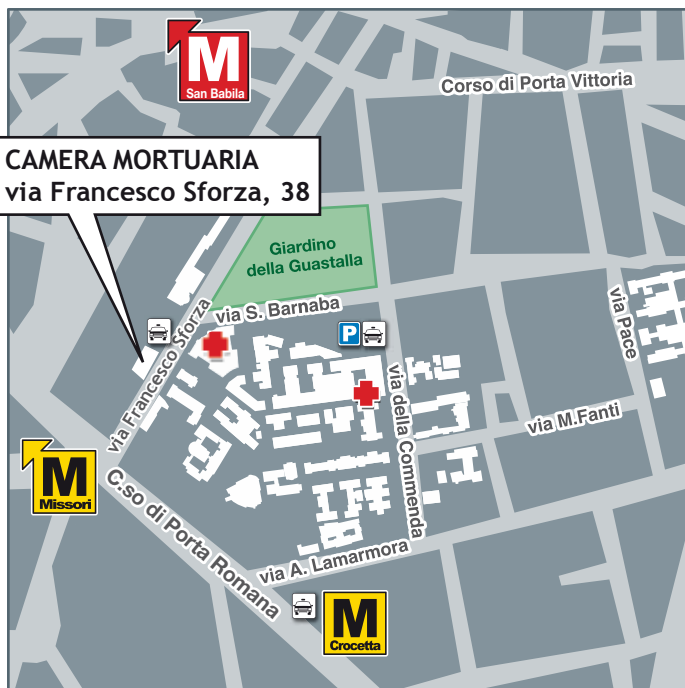 M
San Babila
Corso di Porta Vittoria
CAMERA MORTUARIA
via Francesco Sforza, 38
Giardino
della Guastalla
via S. Barnaba
via Pace
P
via Francesco Sforza
via della Commenda
via M.Fanti
M
Missori
C.so di Porta Romana
via A. Lamarmora
M
Crocetta